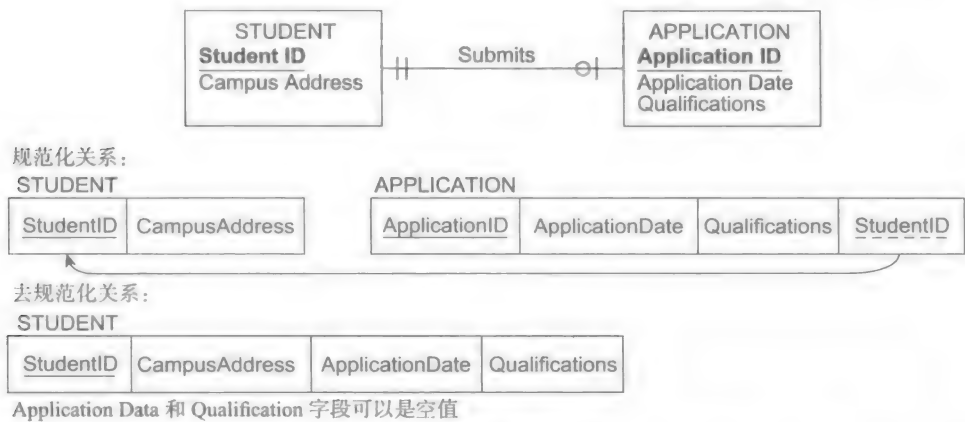 STUDENT
Student ID
Campus Address
Submits
APPLICATION
Application ID
Application Date
Qualifications
规范化关系:
STUDENT
StudentID CampusAddress
APPLICATION
ApplicationID ApplicationDate Qualifications StudentID
去规范化关系:
STUDENT
StudentID CampusAddress ApplicationDate Qualifications
Application Data 和 Qualification 字段可以是空值